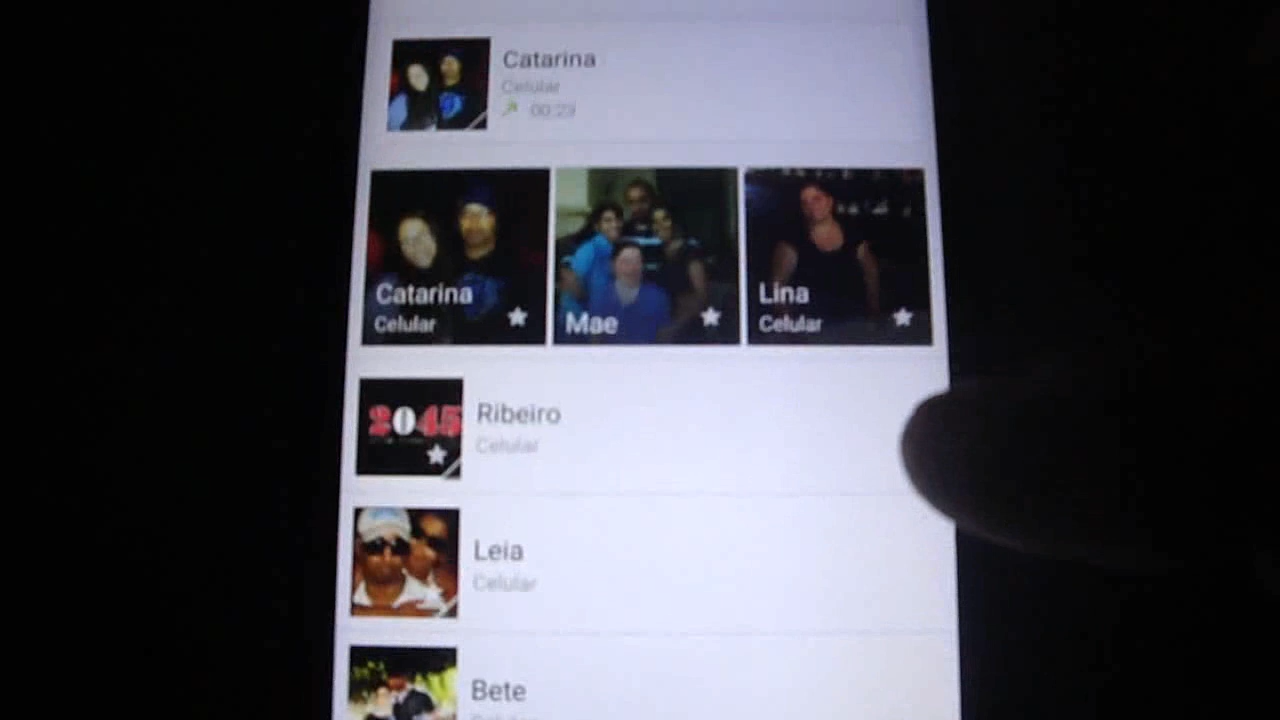 Catarina
Celular
00:29
Catarina
Celular
Mae
Lina
Celular
2045
Ribeiro
Celular
Leia
Celular
Bete